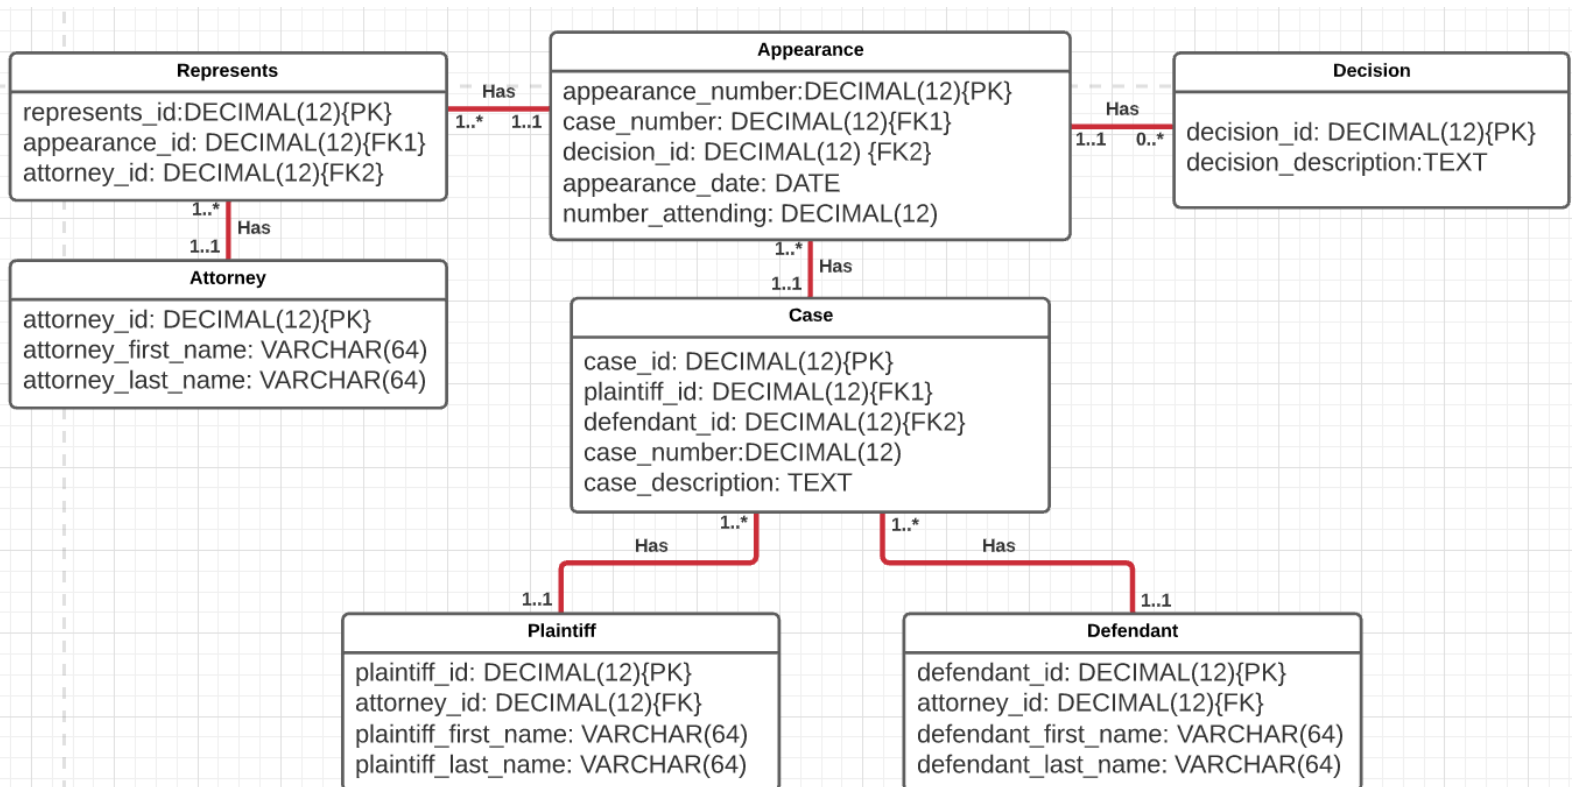 Represents
represents_id:DECIMAL(12){PK}
appearance_id: DECIMAL(12){FK1}
attorney_id: DECIMAL(12){FK2}
Has
1..*
1..1
Appearance
appearance_number:DECIMAL(12){PK}
case_number: DECIMAL(12){FK1}
decision_id: DECIMAL(12) {FK2}
appearance_date: DATE
number_attending: DECIMAL(12)
Has
1..1
0..*
Decision
decision_id: DECIMAL(12){PK}
decision_description:TEXT
1..*
Has
1..1
Attorney
attorney_id: DECIMAL(12){PK}
attorney_first_name: VARCHAR(64)
attorney_last_name: VARCHAR(64)
1..*
Has
1..1
Case
case_id: DECIMAL(12){PK}
plaintiff_id: DECIMAL(12){FK1}
defendant_id: DECIMAL(12){FK2}
case_number:DECIMAL(12)
case_description: TEXT
1..*
Has
1..1
1..*
Has
1..1
Plaintiff
plaintiff_id: DECIMAL(12){PK}
attorney_id: DECIMAL(12){FK}
plaintiff_first_name: VARCHAR(64)
plaintiff_last_name: VARCHAR(64)
Defendant
defendant_id: DECIMAL(12){PK}
attorney_id: DECIMAL(12){FK}
defendant_first_name: VARCHAR(64)
defendant_last_name: VARCHAR(64)